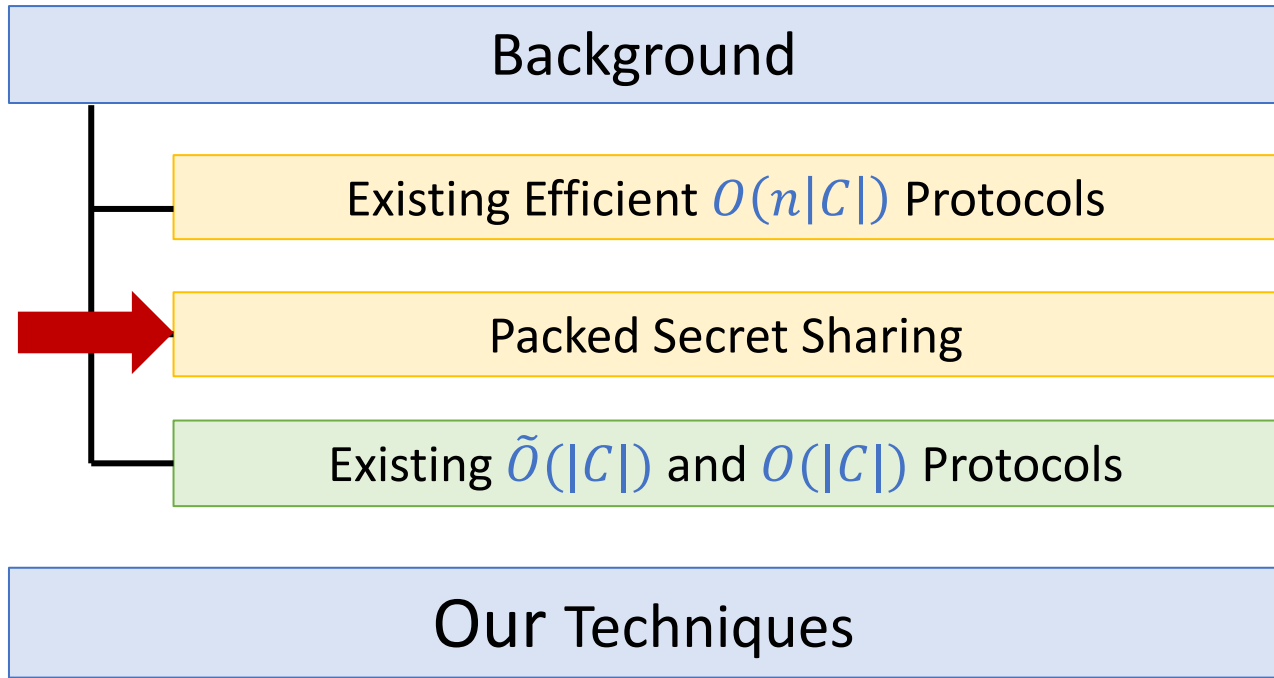 Background
Existing Efficient O(n|C|) Protocols
Packed Secret Sharing
Existing Õ(|C|) and O(|C|) Protocols
Our Techniques